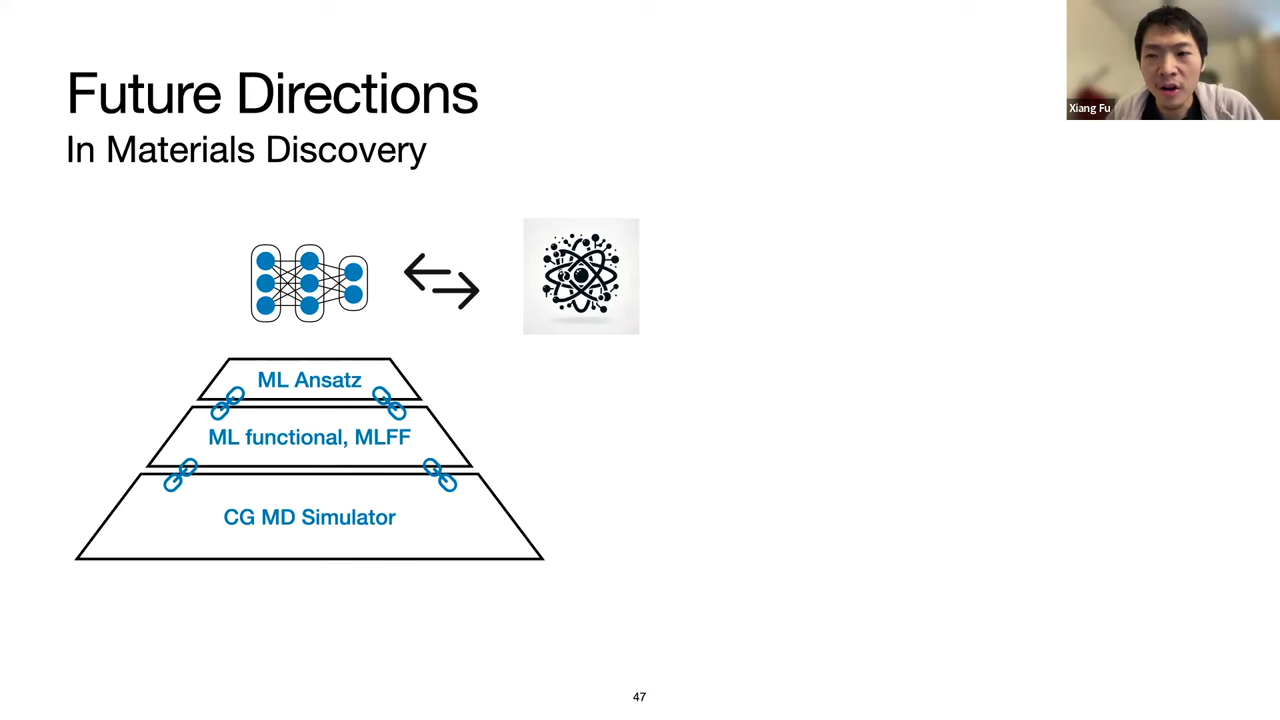 Future Directions
In Materials Discovery
Xiang Fu
ML Ansatz
ML functional, MLFF
CG MD Simulator
47